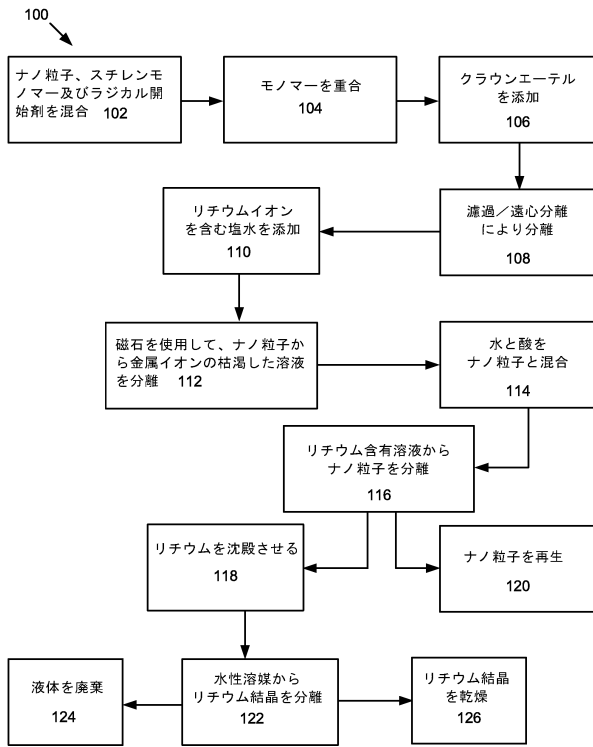 100
ナノ粒子、スチレンモ
ノマー及びラジカル開
始剤を混合 102
モノマーを重合
104
クラウンエーテル
を添加
106
濾過／遠心分離
により分離
108
リチウムイオン
を含む塩水を添加
110
磁石を使用して、ナノ粒子か
ら金属イオンの枯渇した溶液
を分離 112
水と酸を
ナノ粒子と混合
114
リチウム含有溶液から
ナノ粒子を分離
116
リチウムを沈殿させる
118
ナノ粒子を再生
120
水性溶媒から
リチウム結晶を分離
122
液体を廃棄
124
リチウム結晶
を乾燥
126